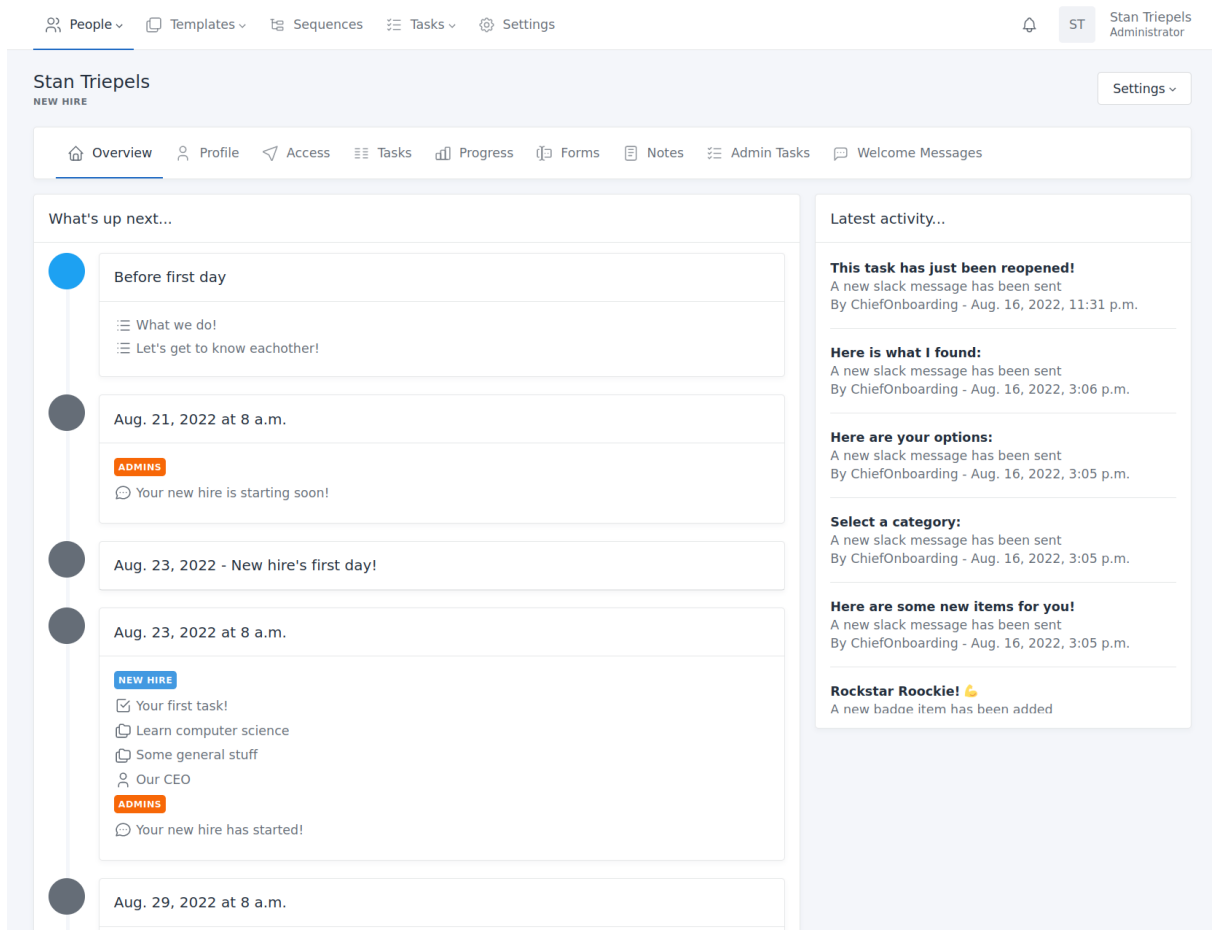 People
Templates
Sequences
Tasks
Settings
ST
Stan Triepels
Administrator
Stan Triepels
NEW HIRE
Settings
Overview
Profile
Access
Tasks
Progress
Forms
Notes
Admin Tasks
Welcome Messages
What's up next...
Before first day
What we do!
Let's get to know eachother!
Aug. 21, 2022 at 8 a.m.
ADMINS
Your new hire is starting soon!
Aug. 23, 2022 - New hire's first day!
Aug. 23, 2022 at 8 a.m.
NEW HIRE
Your first task!
Learn computer science
Some general stuff
Our CEO
ADMINS
Your new hire has started!
Aug. 29, 2022 at 8 a.m.
Latest activity...
This task has just been reopened!
A new slack message has been sent
By ChiefOnboarding - Aug. 16, 2022, 11:31 p.m.
Here is what I found:
A new slack message has been sent
By ChiefOnboarding - Aug. 16, 2022, 3:06 p.m.
Here are your options:
A new slack message has been sent
By ChiefOnboarding - Aug. 16, 2022, 3:05 p.m.
Select a category:
A new slack message has been sent
By ChiefOnboarding - Aug. 16, 2022, 3:05 p.m.
Here are some new items for you!
A new slack message has been sent
By ChiefOnboarding - Aug. 16, 2022, 3:05 p.m.
Rockstar Roockie! 💪
A new badge item has been added